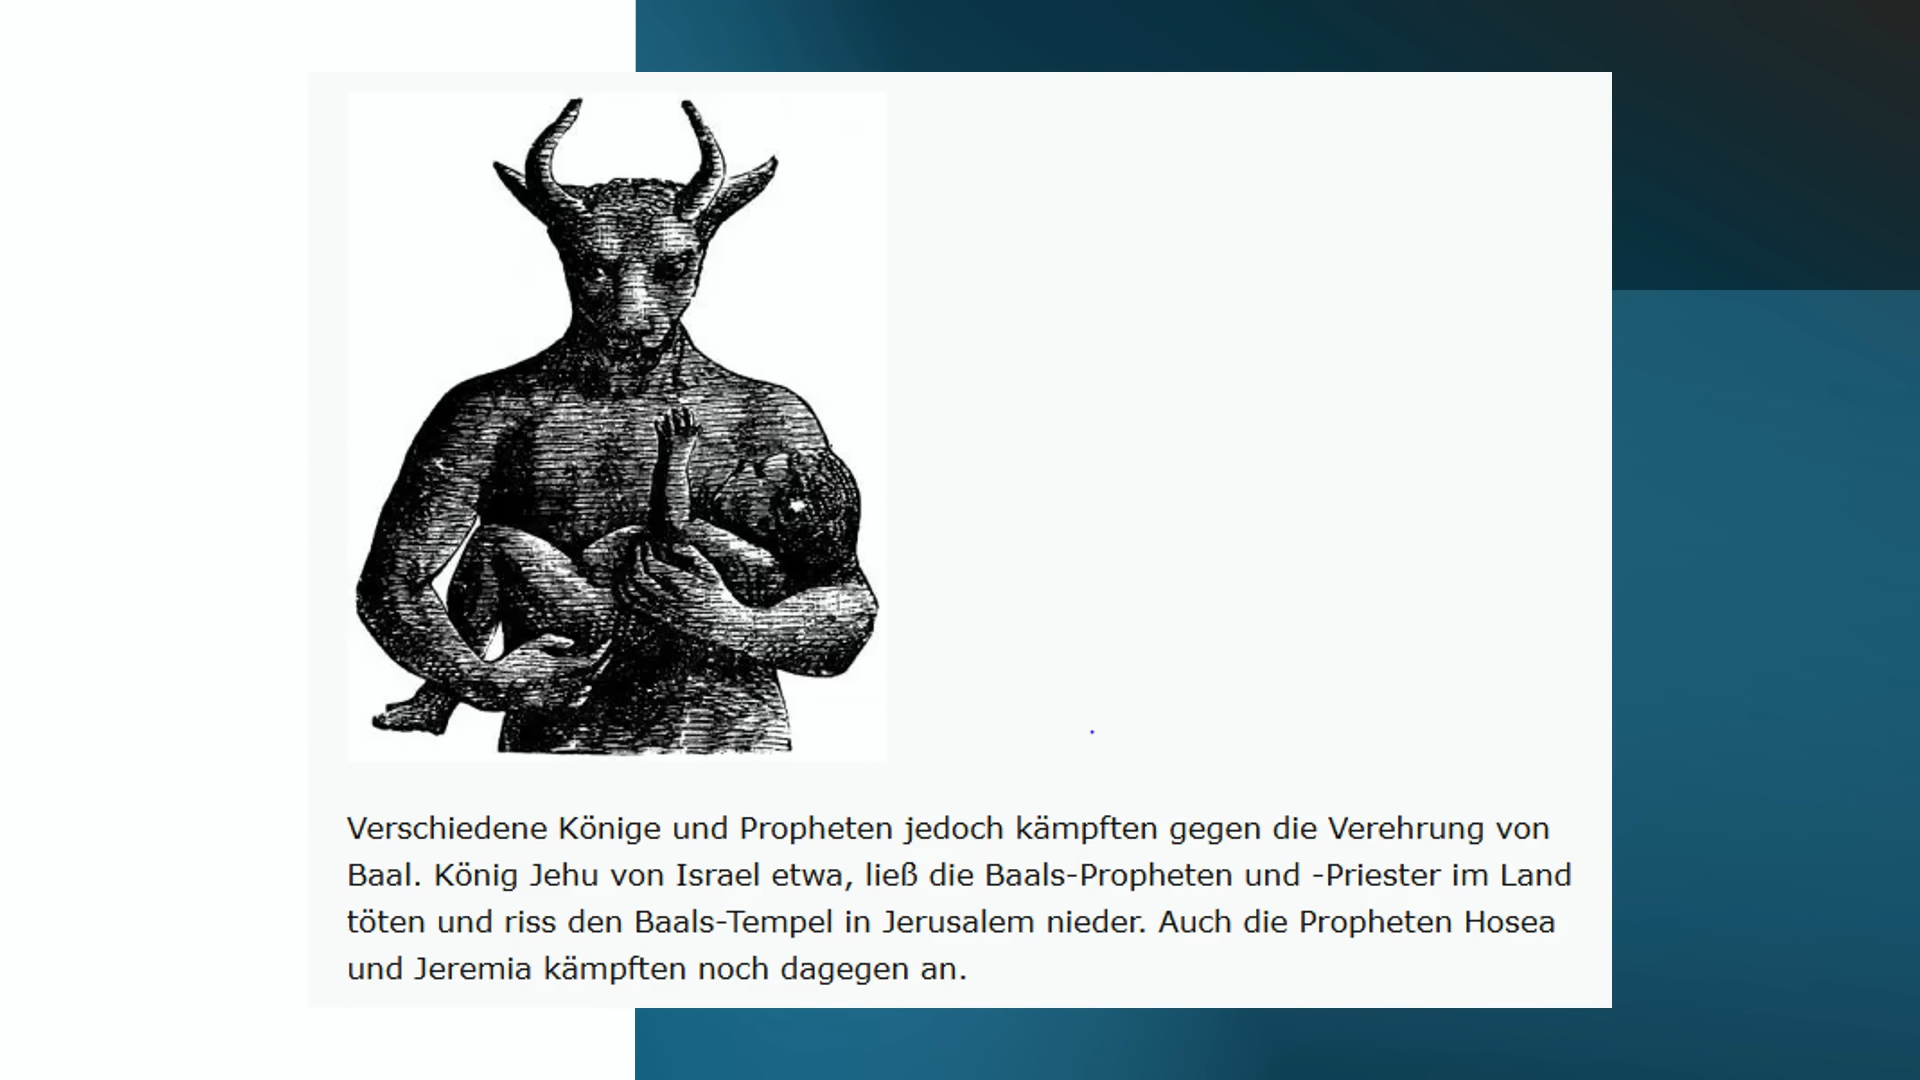 Verschiedene Könige und Propheten jedoch kämpften gegen die Verehrung von
Baal. König Jehu von Israel etwa, ließ die Baals-Propheten und -Priester im Land
töten und riss den Baals-Tempel in Jerusalem nieder. Auch die Propheten Hosea
und Jeremia kämpften noch dagegen an.